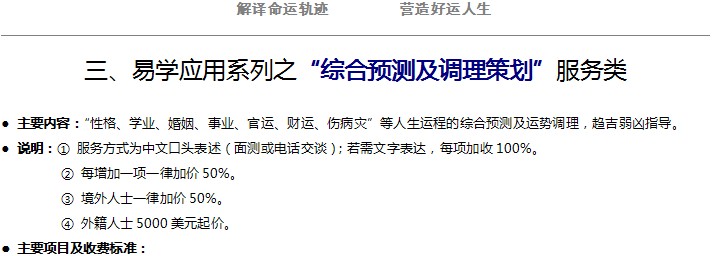 解译命运轨迹 营造好运人生
三、易学应用系列之“综合预测及调理策划”服务类
● 主要内容：“性格、学业、婚姻、事业、官运、财运、伤病灾”等人生运程的综合预测及运势调理，趋吉弱凶指导。
● 说明：① 服务方式为中文口头表述（面测或电话交谈）；若需文字表达，每项加收 100%。
② 每增加一项一律加价 50%。
③ 境外人士一律加价 50%。
④ 外籍人士 5000 美元起价。
● 主要项目及收费标准：